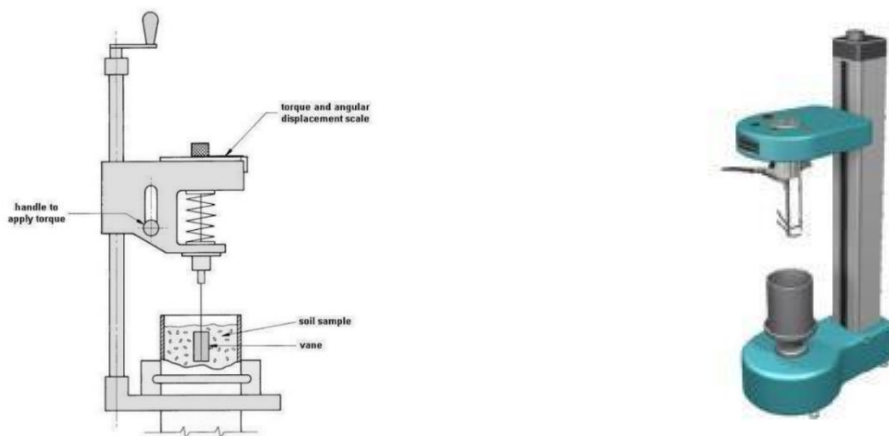 torque and angular
displacement scale
handle to
apply torque
soil sample
vane